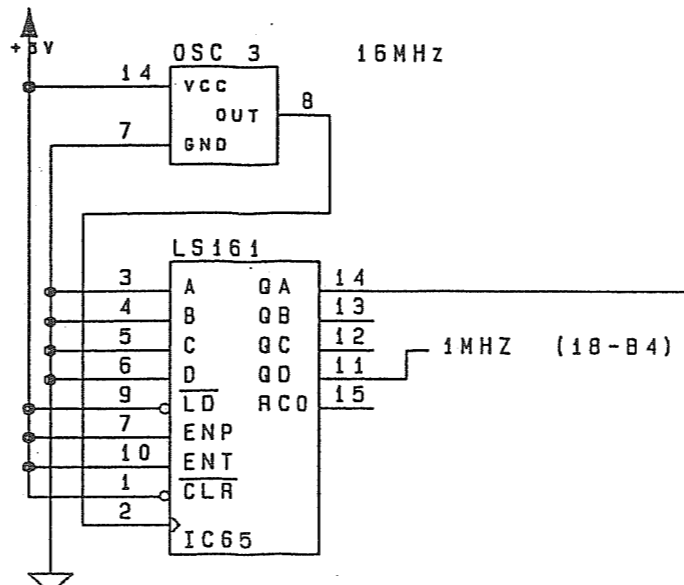 +5V
OSC 3 16MHz
14 VCC
OUT 8
7 GND
LS161
3 A QA 14
4 B QB 13
5 C QC 12
6 D QD 11 1MHZ (18-B4)
9 LD RCO 15
7 ENP
10 ENT
1 CLR
2
IC65